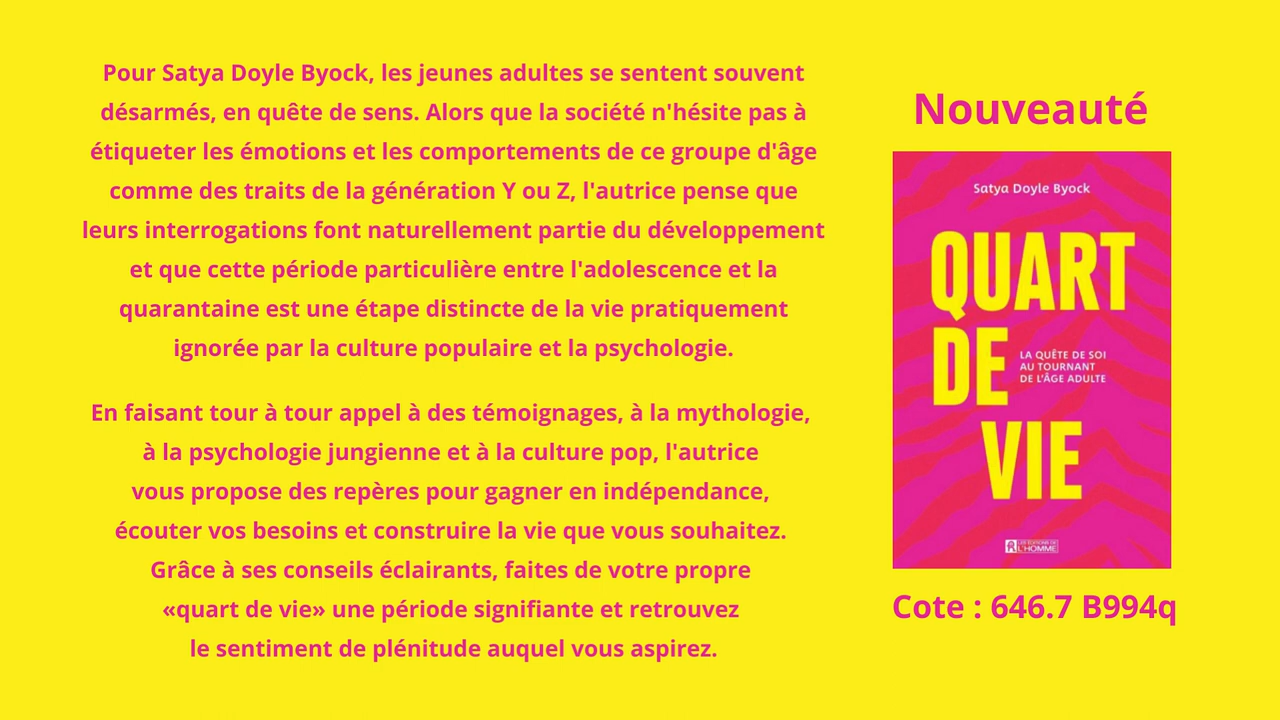 Pour Satya Doyle Byock, les jeunes adultes se sentent souvent
désarmés, en quête de sens. Alors que la société n'hésite pas à
étiqueter les émotions et les comportements de ce groupe d'âge
comme des traits de la génération Y ou Z, l'autrice pense que
leurs interrogations font naturellement partie du développement
et que cette période particulière entre l'adolescence et la
quarantaine est une étape distincte de la vie pratiquement
ignorée par la culture populaire et la psychologie.
En faisant tour à tour appel à des témoignages, à la mythologie,
à la psychologie jungienne et à la culture pop, l'autrice
vous propose des repères pour gagner en indépendance,
écouter vos besoins et construire la vie que vous souhaitez.
Grâce à ses conseils éclairants, faites de votre propre
«quart de vie» une période signifiante et retrouvez
le sentiment de plénitude auquel vous aspirez.
Nouveauté
Satya Doyle Byock
QUART
DE
LA QUÊTE DE SOI
AU TOURNANT
DE L'ÂGE ADULTE
VIE
LES ÉDITIONS DE
L'HOMME
Cote : 646.7 B994q